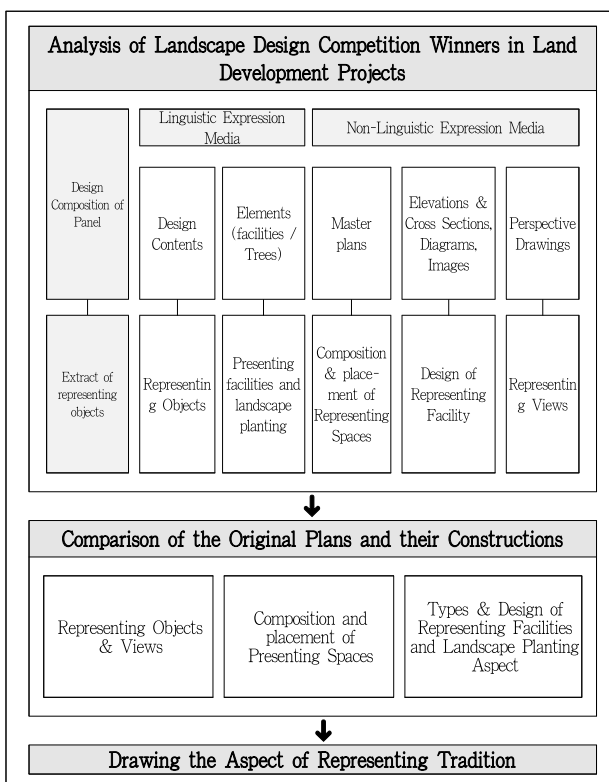 Analysis of Landscape Design Competition Winners in Land
Development Projects
Linguistic Expression
Media
Non-Linguistic Expression Media
Design
Composition of
Panel
Design
Contents
Elements
(facilities /
Trees)
Master
plans
Elevations &
Cross Sections,
Diagrams,
Images
Perspective
Drawings
Extract of
representing
objects
Representin
g Objects
Presenting
facilities and
landscape
planting
Composition
& place-
ment of
Representing
Spaces
Design of
Representing
Facility
Representin
g Views
Comparison of the Original Plans and their Constructions
Representing Objects
& Views
Composition and
placement of
Presenting Spaces
Types & Design of
Representing Facilities
and Landscape Planting
Aspect
Drawing the Aspect of Representing Tradition